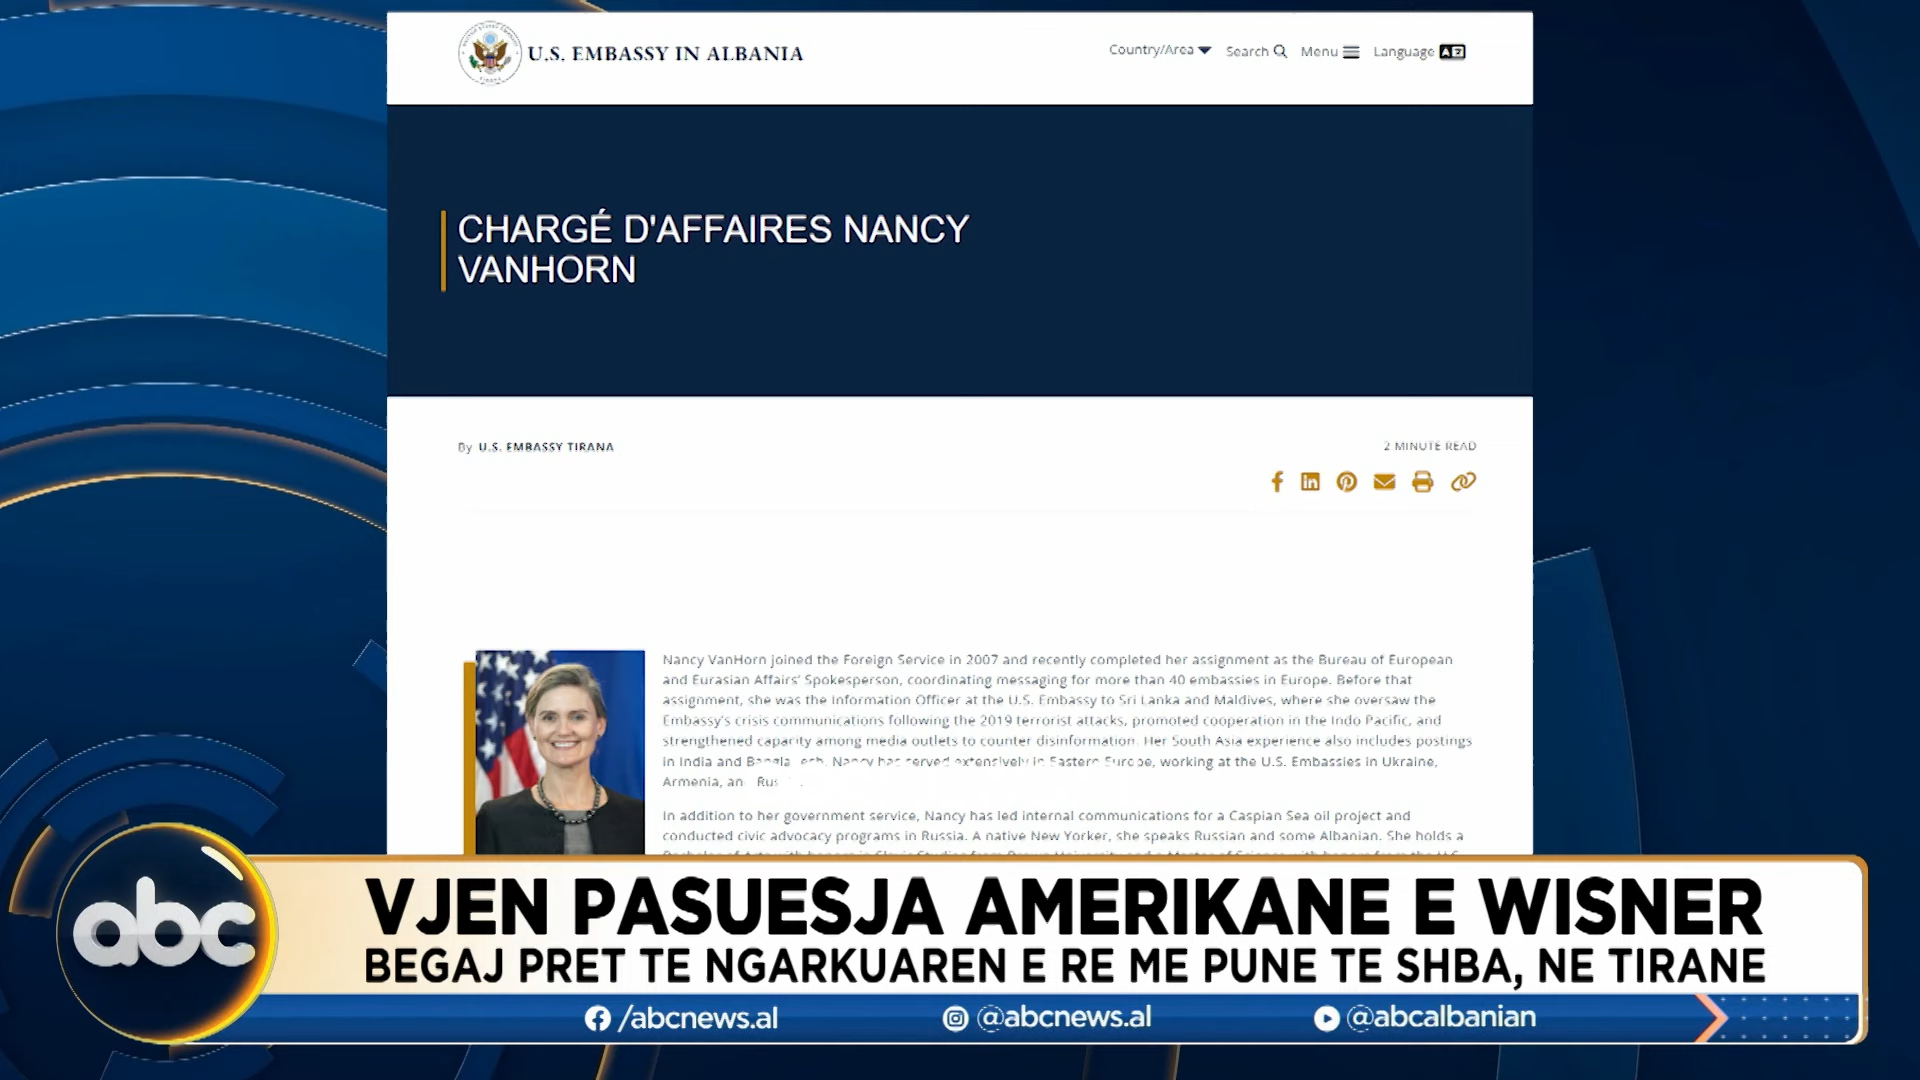 U.S. EMBASSY IN ALBANIA
Country/Area Search Menu Language
CHARGÉ D'AFFAIRES NANCY
VANHORN
By U.S. EMBASSY TIRANA
2 MINUTE READ
Nancy VanHorn joined the Foreign Service in 2007 and recently completed her assignment as the Bureau of European
and Eurasian Affairs' Spokesperson, coordinating messaging for more than 40 embassies in Europe. Before that
assignment, she was the Information Officer at the U.S. Embassy to Sri Lanka and Maldives, where she oversaw the
Embassy's crisis communications following the 2019 terrorist attacks, promoted cooperation in the Indo Pacific, and
strengthened capacity among media outlets to counter disinformation. Her South Asia experience also includes postings
in India and Nancy has served extensively in Eastern Europe, working at the U.S. Embassies in Ukraine,
Armenia,
In addition to her government service, Nancy has led internal communications for a Caspian Sea oil project and
conducted civic advocacy programs in Russia. A native New Yorker, she speaks Russian and some Albanian. She holds a
abc
VJEN PASUESJA AMERIKANE E WISNER
BEGAJ PRET TE NGARKUAREN E RE ME PUNE TE SHBA, NE TIRANE
/abcnews.al @abcnews.al @abcalbanian